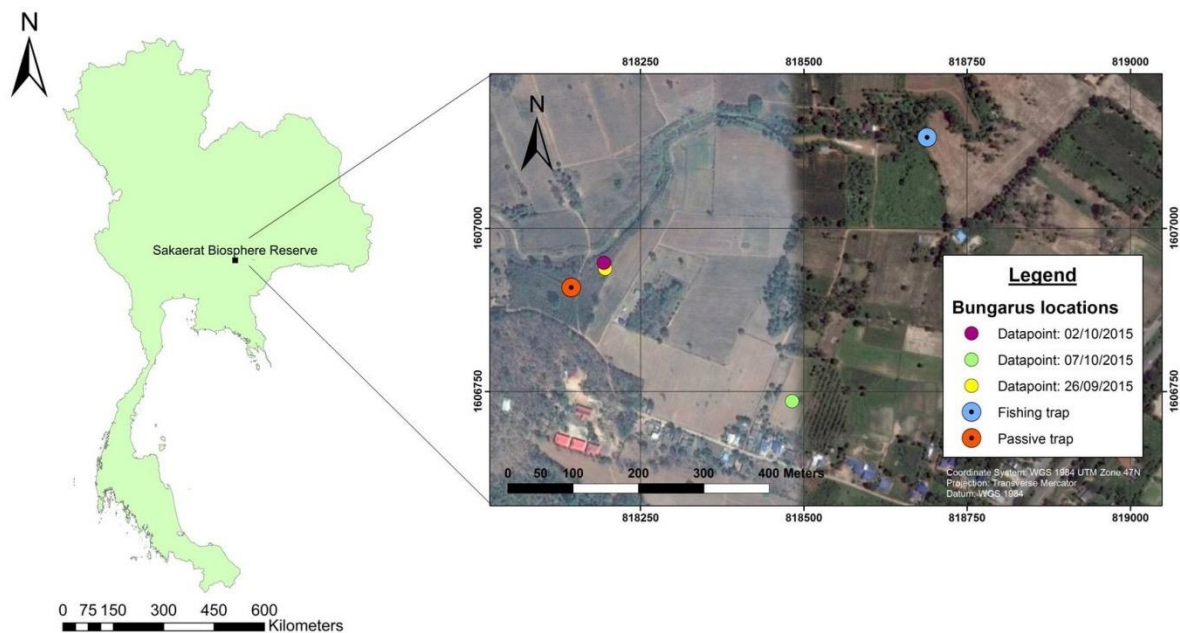 N
Sakaerat Biosphere Reserve
0 75 150 300 450 600
Kilometers
818250 818500 818750 819000
N
1607000
1606750
1607000
1606750
Legend
Bungarus locations
Datapoint: 02/10/2015
Datapoint: 07/10/2015
Datapoint: 26/09/2015
Fishing trap
Passive trap
0 50 100 200 300 400 Meters
Coordinate System: WGS 1984 UTM Zone 47N
Projection: Transverse Mercator
Datum: WGS 1984
818250 818500 818750 819000